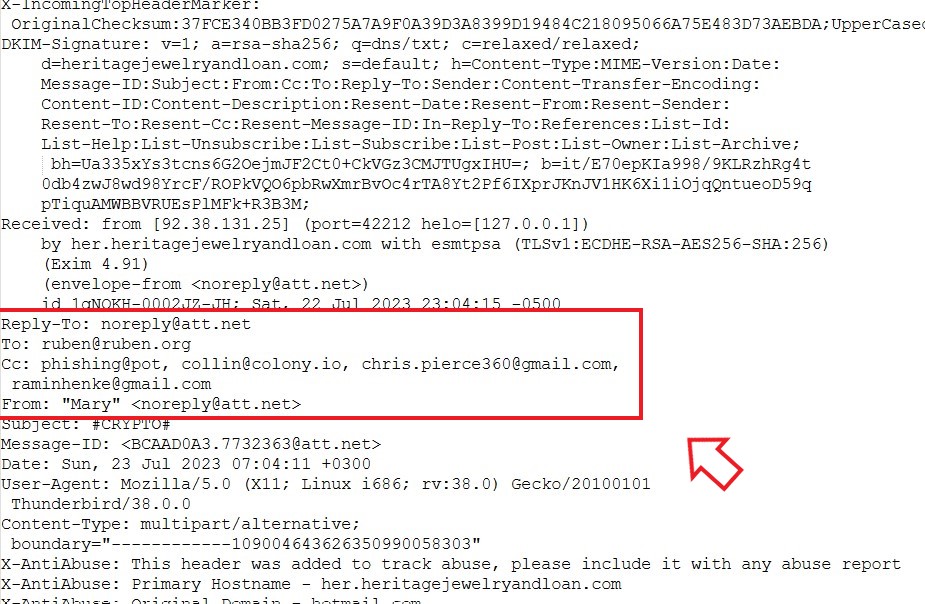 X-IncomingTopHeaderMarker:
OriginalChecksum:37FCE340BB3FD0275A7A9F0A39D3A8399D19484C218095066A75E483D73AEBDA;UpperCased
DKIM-Signature: v=1; a=rsa-sha256; q=dns/txt; c=relaxed/relaxed;
d=heritagejewelryandloan.com; s=default; h=Content-Type:MIME-Version:Date:
Message-ID:Subject:From:Cc:To:Reply-To:Sender:Content-Transfer-Encoding:
Content-ID:Content-Description:Resent-Date:Resent-From:Resent-Sender:
Resent-To:Resent-Cc:Resent-Message-ID:In-Reply-To:References:List-Id:
List-Help:List-Unsubscribe:List-Subscribe:List-Post:List-Owner:List-Archive;
bh=Ua335xYs3tcns6G2OejmJF2Ct0+CkVGz3CMJTUgxIHU=; b=it/E70epKIa998/9KLRzhRg4t
0db4zwJ8wd98YrcF/ROPkVQO6pbRwXmrBvOc4rTA8Yt2Pf6IXprJKnJV1HK6Xi1iOjqQntueoD59q
pTiquAMWBBVRUEsPlMFk+R3B3M;
Received: from [92.38.131.25] (port=42212 helo=[127.0.0.1])
by her.heritagejewelryandloan.com with esmtpsa (TLSv1:ECDHE-RSA-AES256-SHA:256)
(Exim 4.91)
(envelope-from <noreply@att.net>)
id 1qNOKH-0002JZ-JH; Sat, 22 Jul 2023 23:04:15 -0500
Reply-To: noreply@att.net
To: ruben@ruben.org
Cc: phishing@pot, collin@colony.io, chris.pierce360@gmail.com,
raminhenke@gmail.com
From: "Mary" <noreply@att.net>
Subject: #CRYPTO#
Message-ID: <BCAAD0A3.7732363@att.net>
Date: Sun, 23 Jul 2023 07:04:11 +0300
User-Agent: Mozilla/5.0 (X11; Linux i686; rv:38.0) Gecko/20100101
Thunderbird/38.0.0
Content-Type: multipart/alternative;
boundary="------------109004643626350990058303"
X-AntiAbuse: This header was added to track abuse, please include it with any abuse report
X-AntiAbuse: Primary Hostname - her.heritagejewelryandloan.com
X-AntiAbuse: Original Domain - hotmail.com